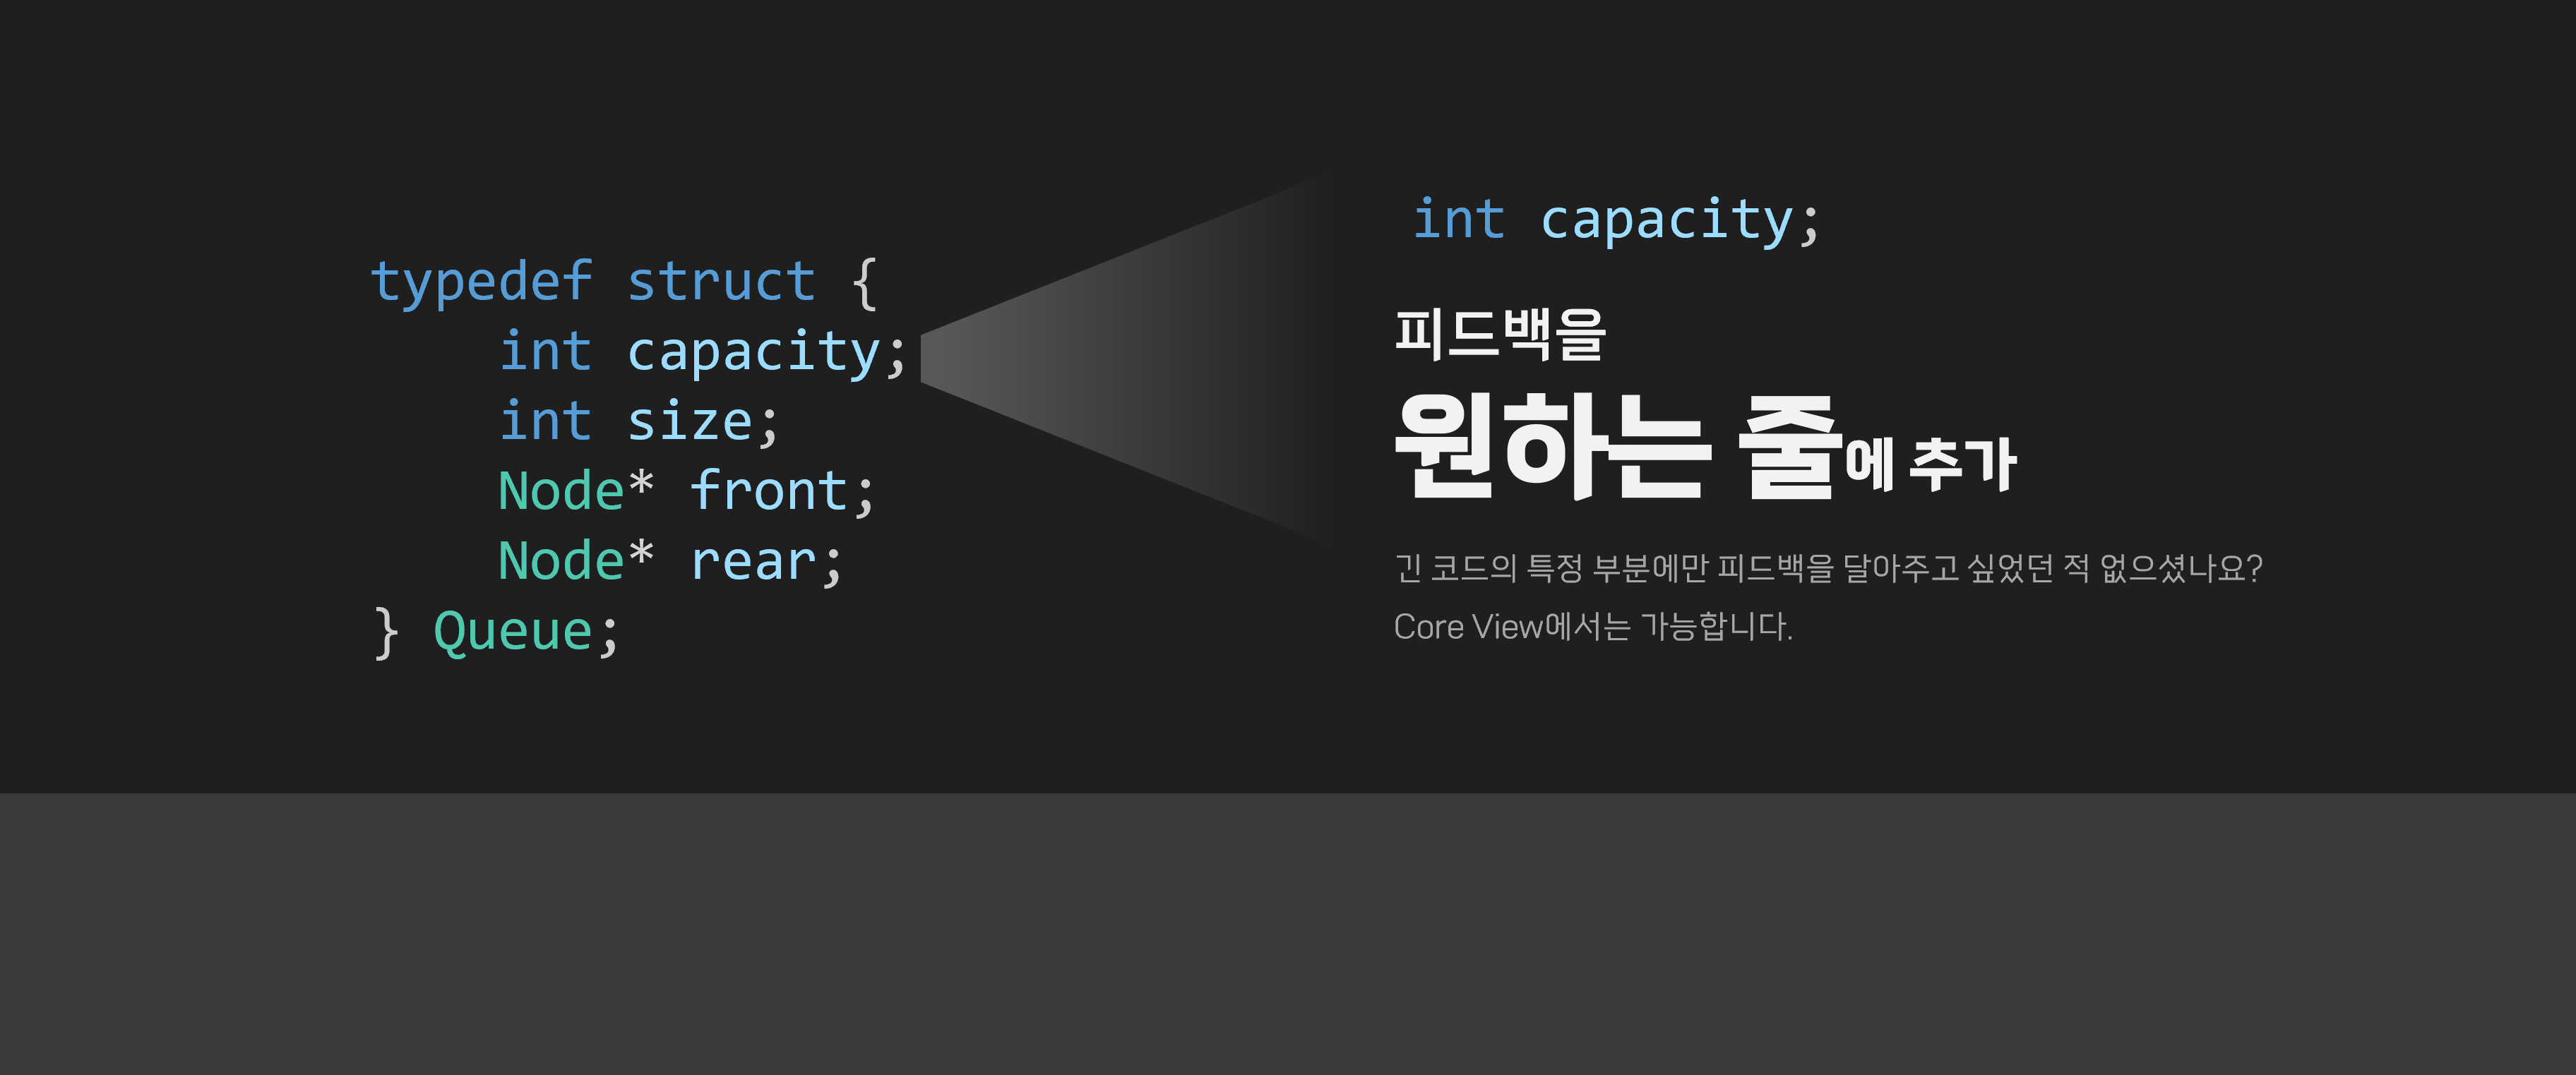 typedef struct {
    int capacity;
    int size;
    Node* front;
    Node* rear;
} Queue;
int capacity;
피드백을
원하는 줄에 추가
긴 코드의 특정 부분에만 피드백을 달아주고 싶었던 적 없으셨나요?
Core View에서는 가능합니다.